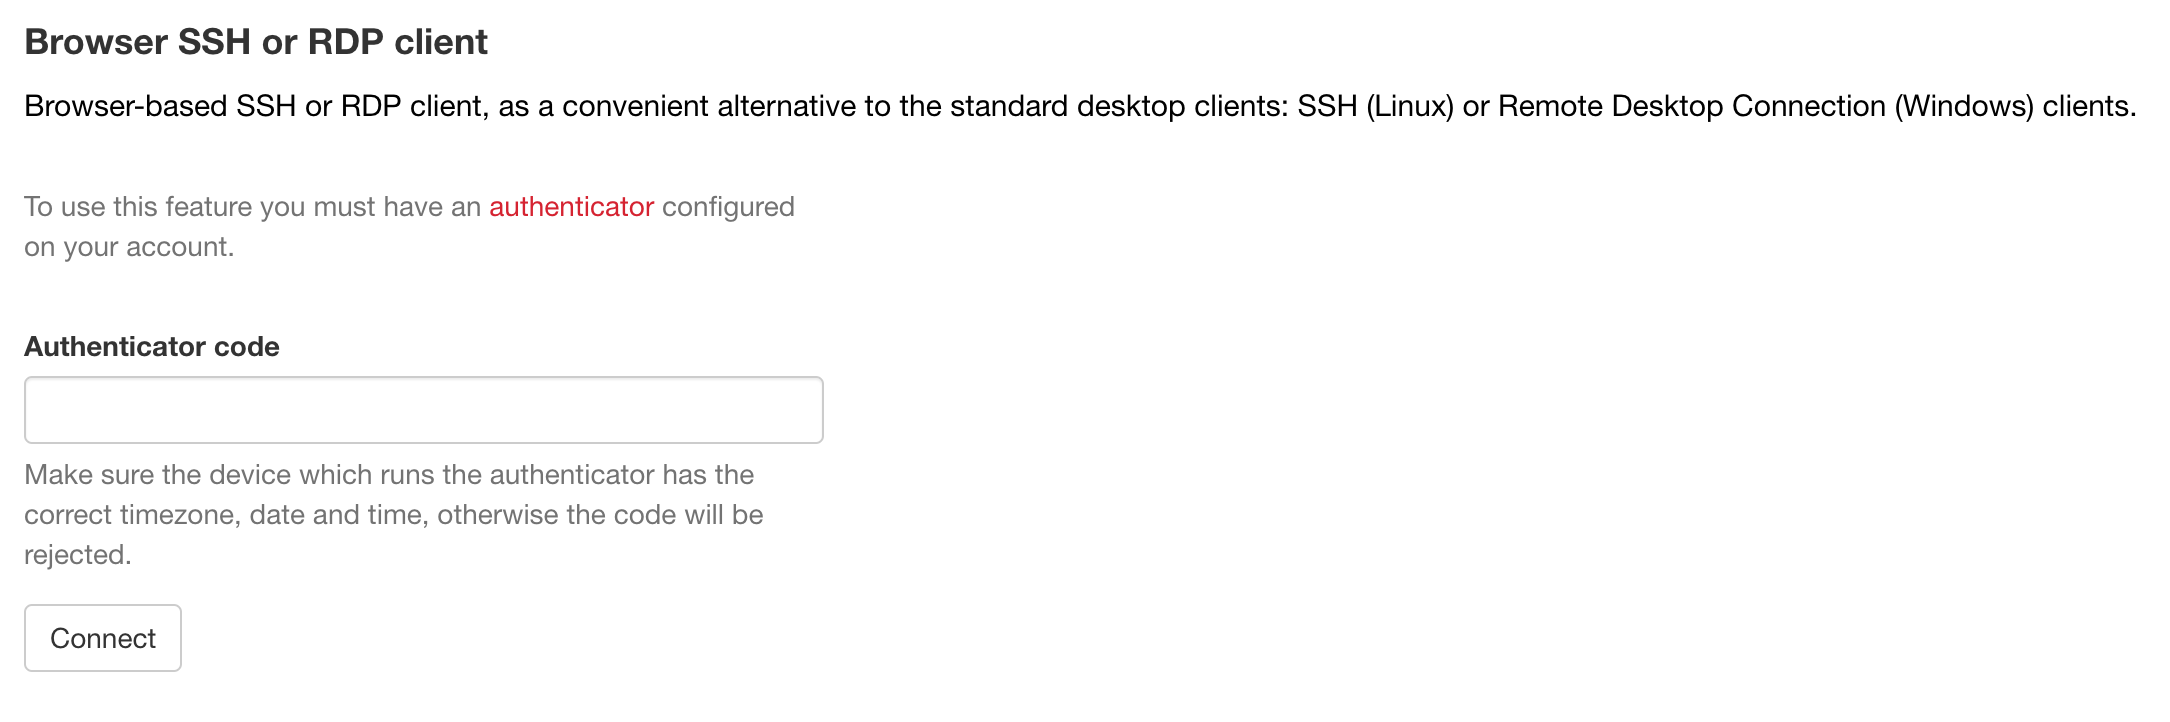 Browser SSH or RDP client
Browser-based SSH or RDP client, as a convenient alternative to the standard desktop clients: SSH (Linux) or Remote Desktop Connection (Windows) clients.
To use this feature you must have an authenticator configured
on your account.
Authenticator code
Make sure the device which runs the authenticator has the
correct timezone, date and time, otherwise the code will be
rejected.
Connect